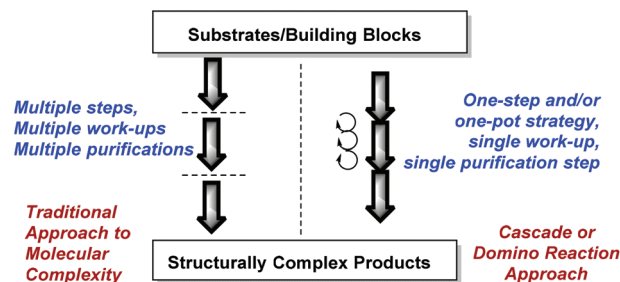 Substrates/Building Blocks
Multiple steps,
Multiple work-ups
Multiple purifications
One-step and/or
one-pot strategy,
single work-up,
single purification step
Traditional
Approach to
Molecular
Complexity
Structurally Complex Products
Cascade or
Domino Reaction
Approach